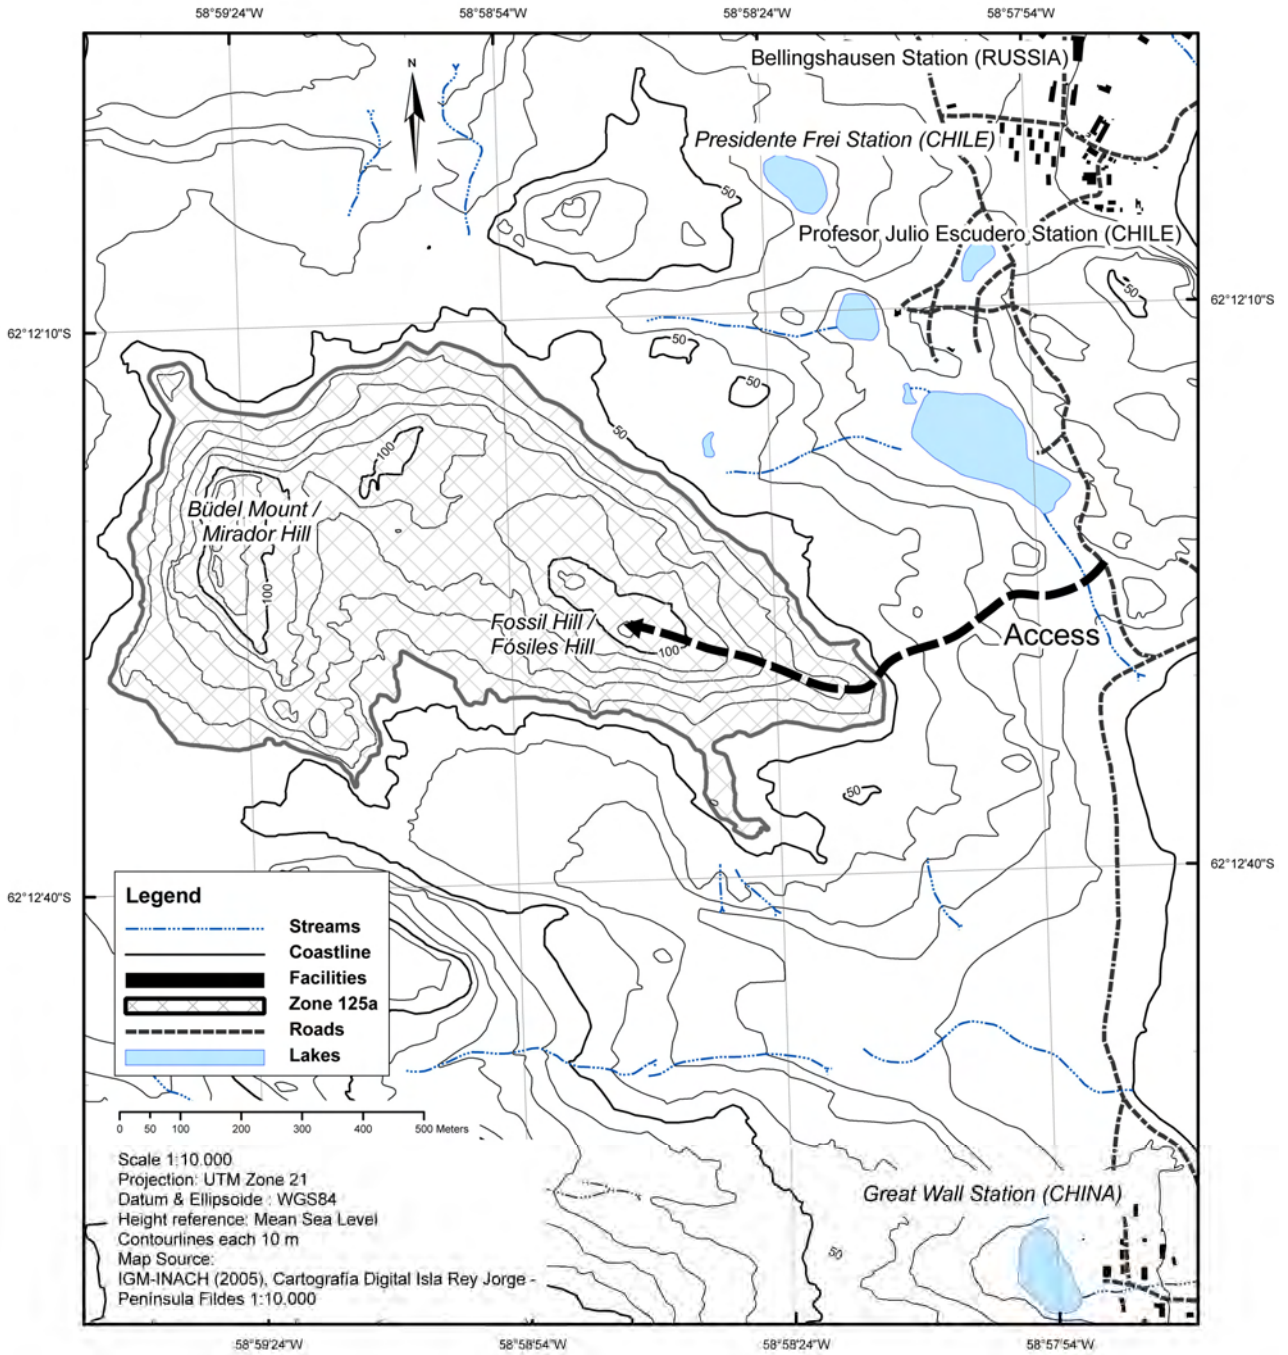 58°59'24"W 58°58'54"W 58°58'24"W 58°57'54"W
Bellingshausen Station (RUSSIA)
N
Presidente Frei Station (CHILE)
50
Profesor Julio Escudero Station (CHILE)
50
62°12'10"S
62°12'10"S
50
50
50
100
Büdel Mount /
Mirador Hill
100
Fossil Hill /
Fósiles Hill
100
Access
50
62°12'40"S
62°12'40"S
Legend
Streams
Coastline
Facilities
Zone 125a
Roads
Lakes
0 50 100 200 300 400 500 Meters
Scale 1:10.000
Projection: UTM Zone 21
Datum & Ellipsoide : WGS84
Height reference: Mean Sea Level
Contourlines each 10 m
Map Source:
IGM-INACH (2005), Cartografía Digital Isla Rey Jorge -
Península Fildes 1:10.000
Great Wall Station (CHINA)
50
58°59'24"W 58°58'54"W 58°58'24"W 58°57'54"W